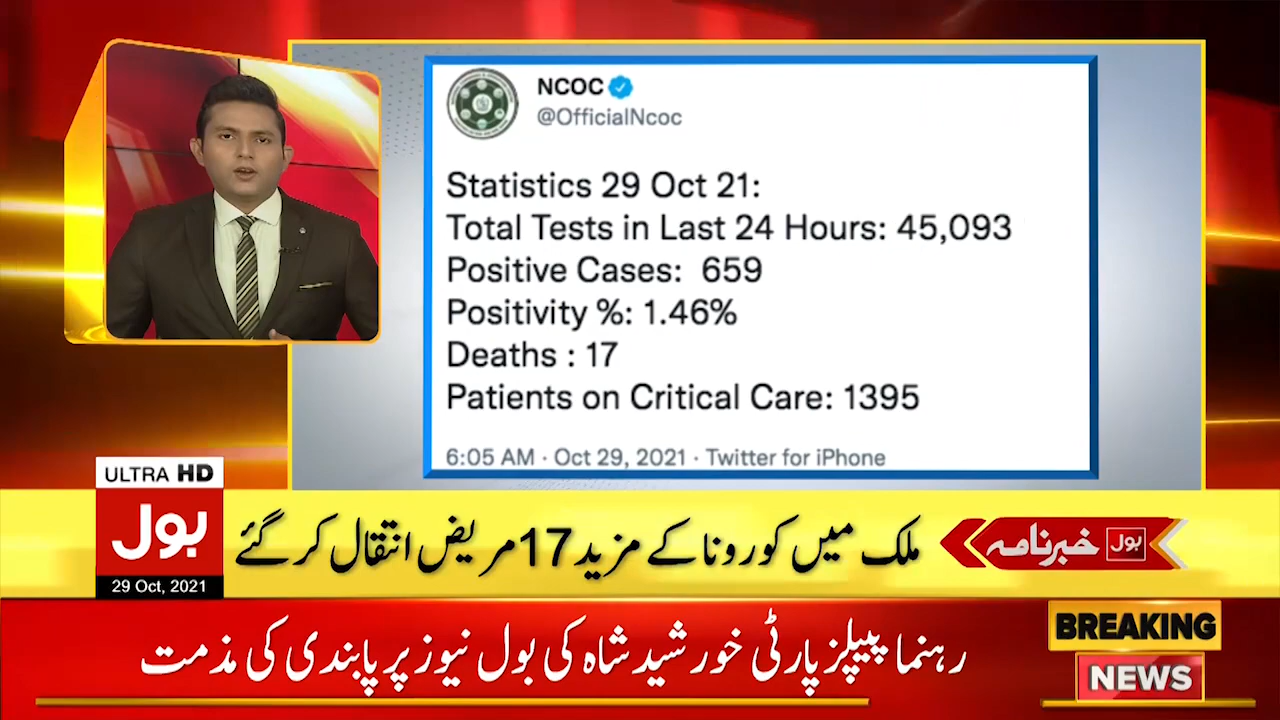 NCOC
@OfficialNcoc
Statistics 29 Oct 21:
Total Tests in Last 24 Hours: 45,093
Positive Cases: 659
Positivity %: 1.46%
Deaths : 17
Patients on Critical Care: 1395
6:05 AM · Oct 29, 2021 · Twitter for iPhone
ULTRA HD
بول
29 Oct, 2021
بول خبرنامہ
ملک میں کورونا کے مزید 17 مریض انتقال کر گئے
BREAKING
NEWS
رہنما پیپلز پارٹی خورشید شاہ کی بول نیوز پر پابندی کی مذمت